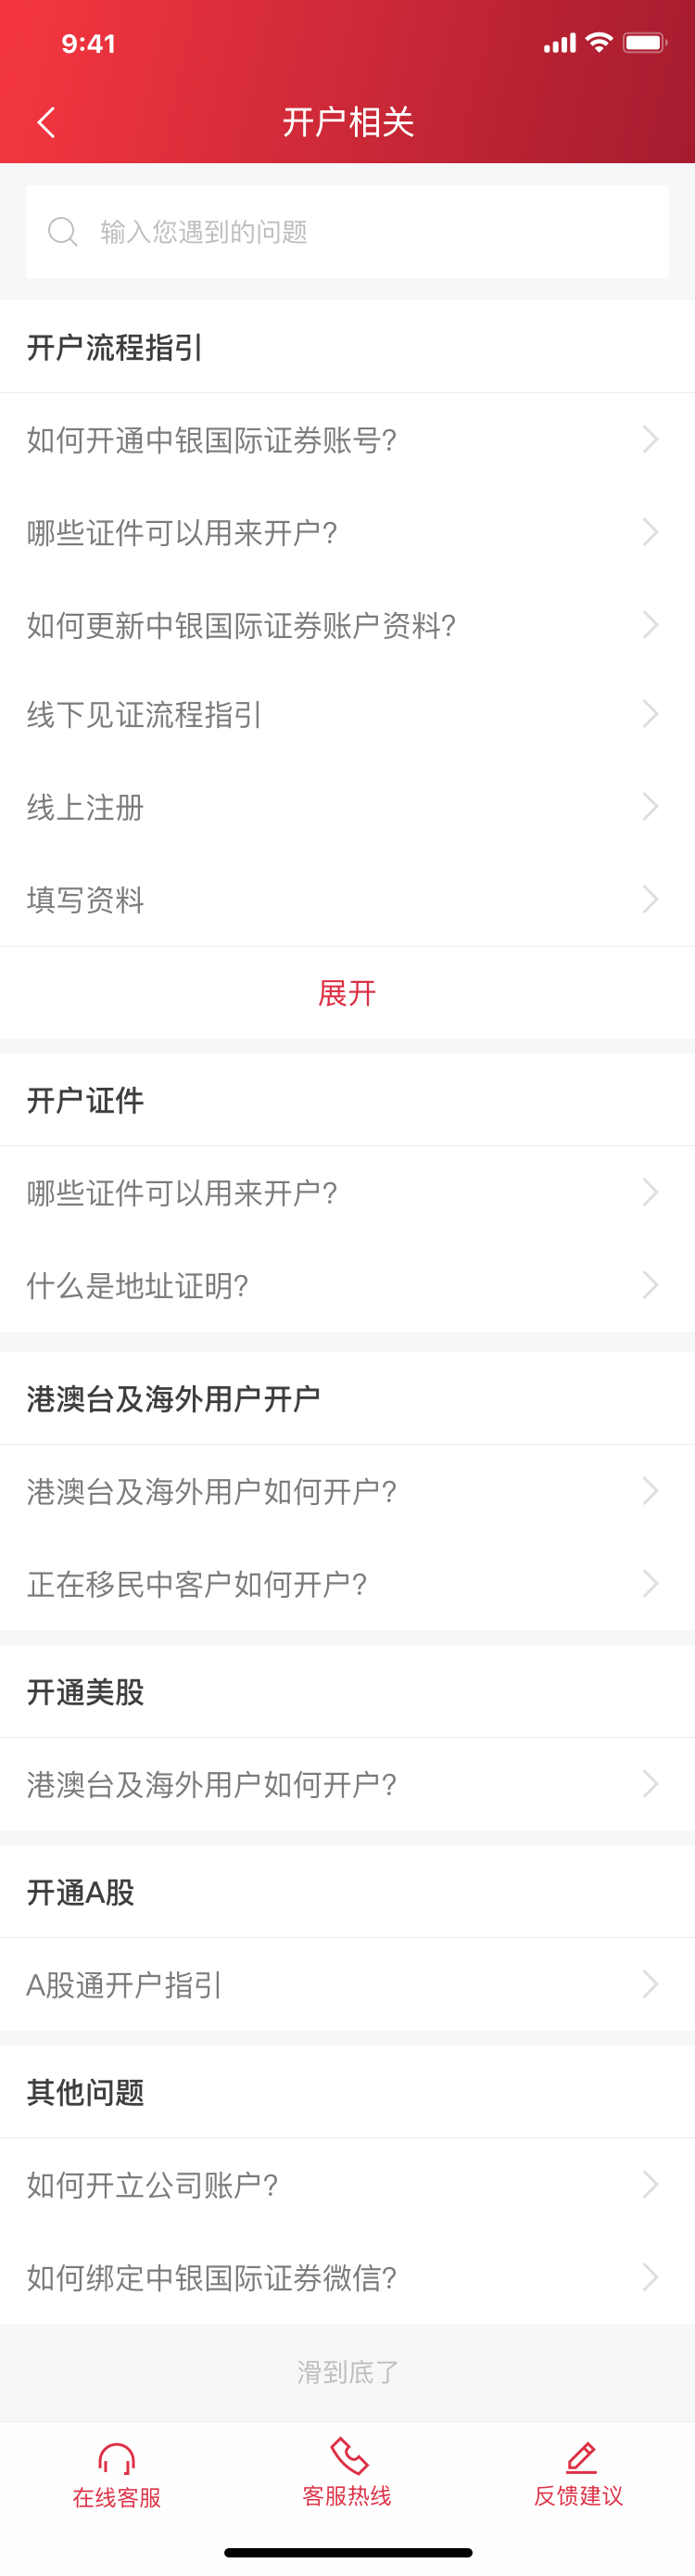 9:41
开户相关
输入您遇到的问题
开户流程指引
如何开通中银国际证券账号?
哪些证件可以用来开户?
如何更新中银国际证券账户资料?
线下见证流程指引
线上注册
填写资料
展开
开户证件
哪些证件可以用来开户?
什么是地址证明?
港澳台及海外用户开户
港澳台及海外用户如何开户?
正在移民中客户如何开户?
开通美股
港澳台及海外用户如何开户?
开通A股
A股通开户指引
其他问题
如何开立公司账户?
如何绑定中银国际证券微信?
滑到底了
在线客服
客服热线
反馈建议